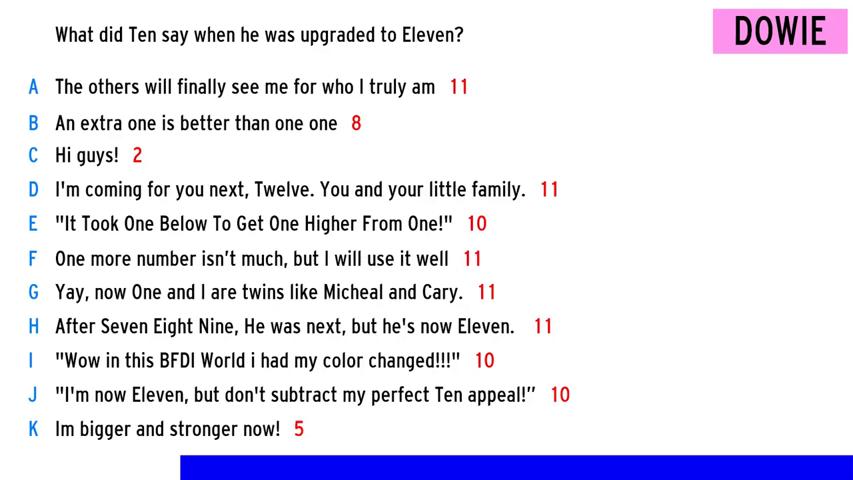 What did Ten say when he was upgraded to Eleven?
DOWIE
A The others will finally see me for who I truly am 11
B An extra one is better than one one 8
C Hi guys! 2
D I'm coming for you next, Twelve. You and your little family. 11
E "It Took One Below To Get One Higher From One!" 10
F One more number isn’t much, but I will use it well 11
G Yay, now One and I are twins like Micheal and Cary. 11
H After Seven Eight Nine, He was next, but he's now Eleven. 11
I "Wow in this BFDI World i had my color changed!!!" 10
J "I'm now Eleven, but don't subtract my perfect Ten appeal!” 10
K Im bigger and stronger now! 5